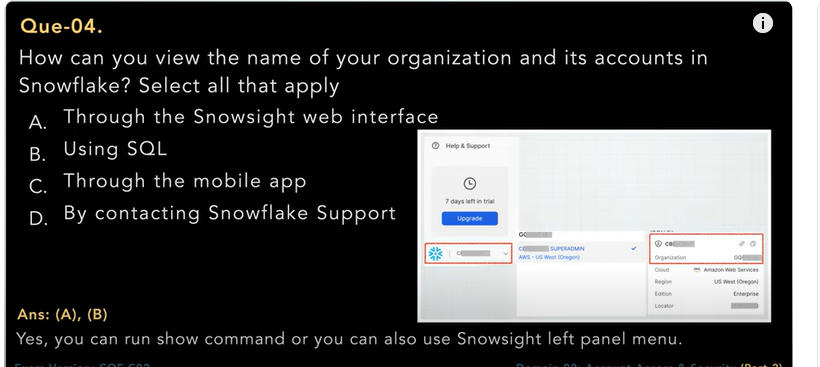 Que-04.
How can you view the name of your organization and its accounts in
Snowflake? Select all that apply
A. Through the Snowsight web interface
B. Using SQL
C. Through the mobile app
D. By contacting Snowflake Support
Help & Support
7 days left in trial
Upgrade
SUPERADMIN
AWS - US West (Oregon)
Organization
Cloud Amazon Web Services
Region US West (Oregon)
Edition Enterprise
Locator
Ans: (A), (B)
Yes, you can run show command or you can also use Snowsight left panel menu.